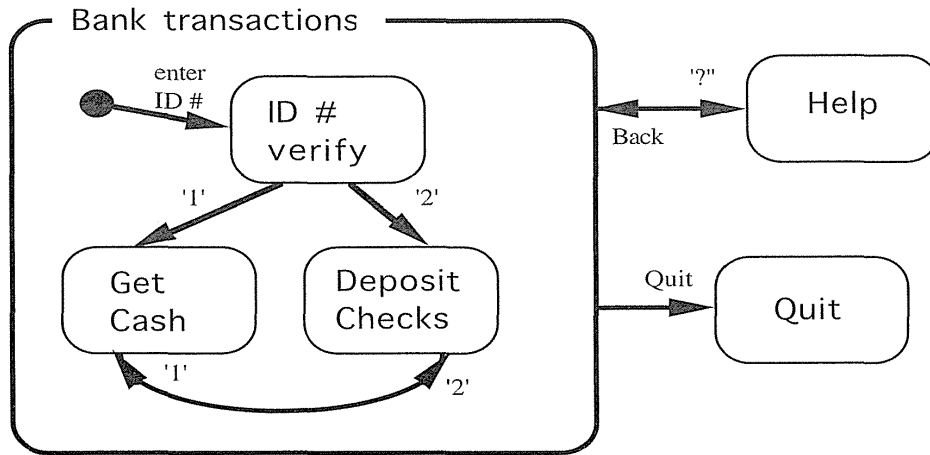 Bank transactions
enter
ID #
ID #
verify
'?"
Help
Back
'1'
'2'
Get
Cash
Deposit
Checks
Quit
Quit
'1'
'2'